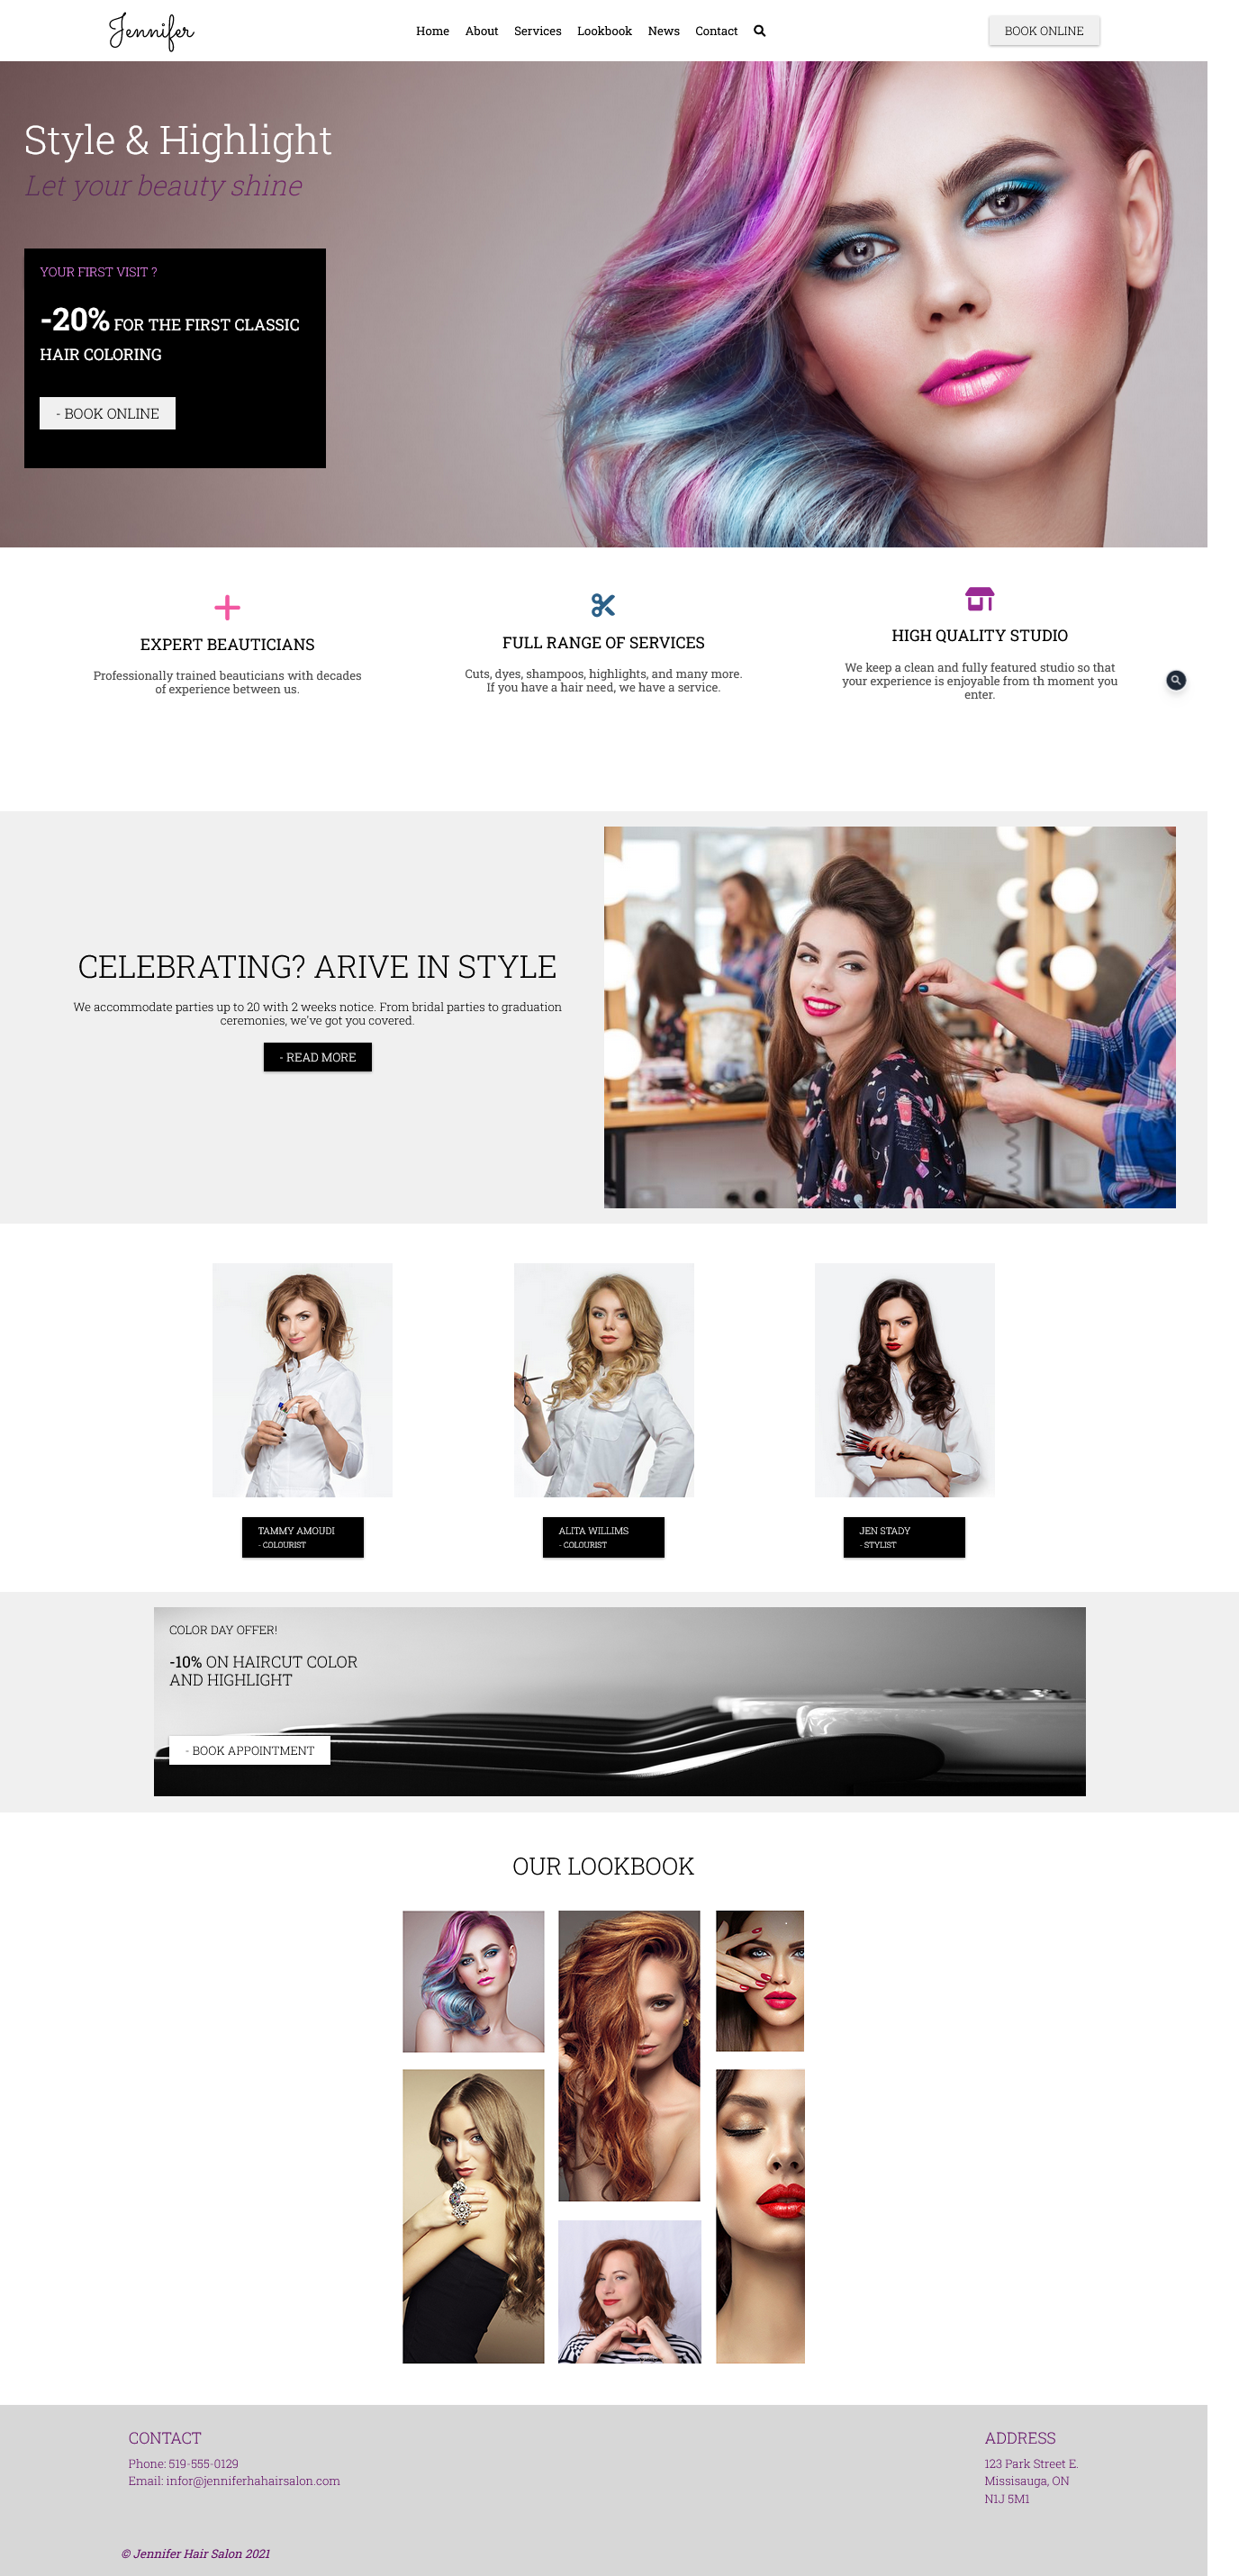 Jennifer
Home About Services Lookbook News Contact
BOOK ONLINE
Style & Highlight
Let your beauty shine
YOUR FIRST VISIT ?
-20% FOR THE FIRST CLASSIC
HAIR COLORING
- BOOK ONLINE
EXPERT BEAUTICIANS
Professionally trained beauticians with decades
of experience between us.
FULL RANGE OF SERVICES
Cuts, dyes, shampoos, highlights, and many more.
If you have a hair need, we have a service.
HIGH QUALITY STUDIO
We keep a clean and fully featured studio so that
your experience is enjoyable from th moment you
enter.
CELEBRATING? ARIVE IN STYLE
We accommodate parties up to 20 with 2 weeks notice. From bridal parties to graduation
ceremonies, we've got you covered.
- READ MORE
TAMMY AMOUDI
- COLOURIST
ALITA WILLIMS
- COLOURIST
JEN STADY
- STYLIST
COLOR DAY OFFER!
-10% ON HAIRCUT COLOR
AND HIGHLIGHT
- BOOK APPOINTMENT
OUR LOOKBOOK
CONTACT
Phone: 519-555-0129
Email: infor@jenniferhahairsalon.com
ADDRESS
123 Park Street E.
Missisauga, ON
N1J 5M1
© Jennifer Hair Salon 2021